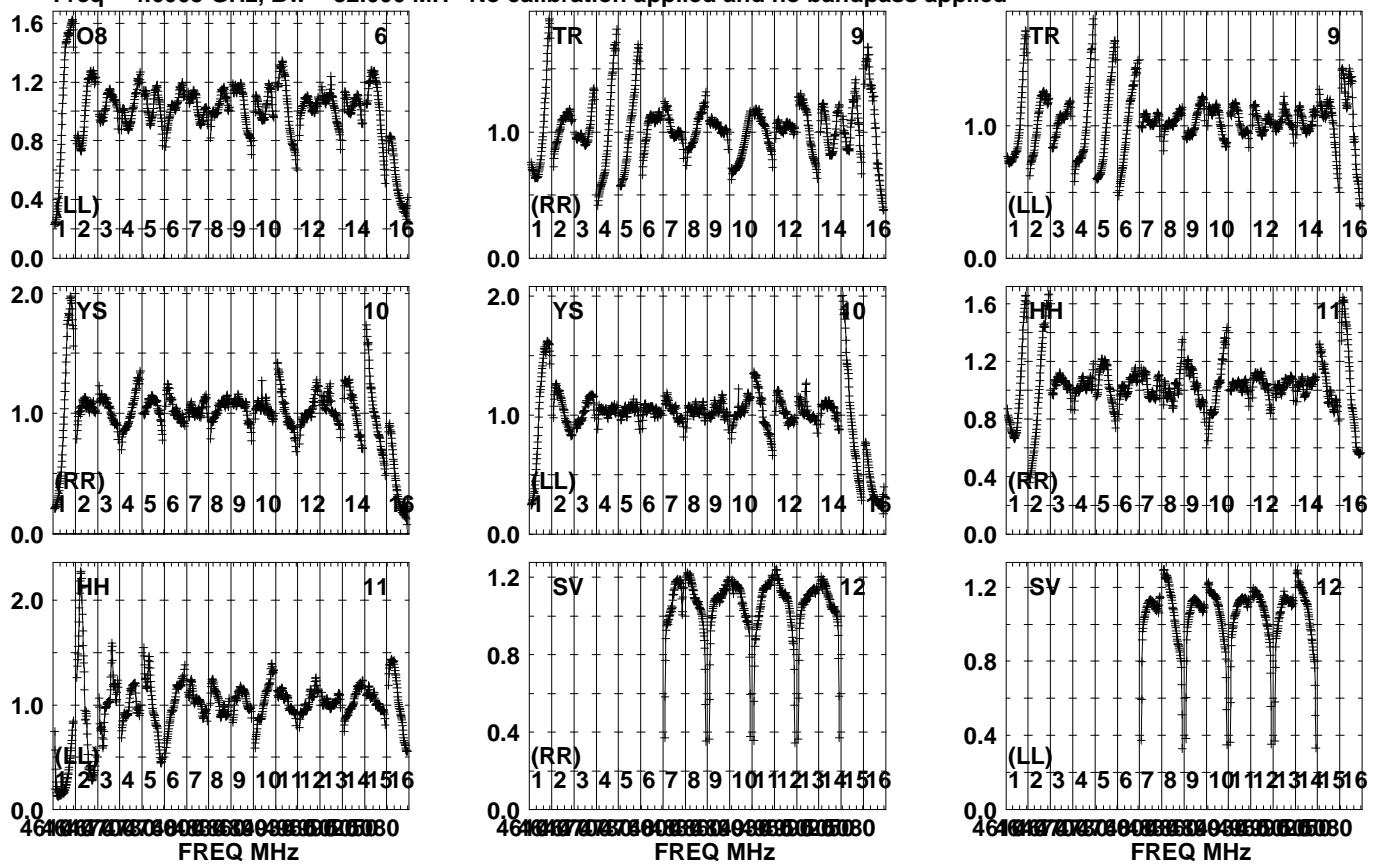 No calibration applied and no bandpass applied
1.6 O8 6 TR 9 TR 9
1.2
1.0 1.0
0.8
0.4 (LL) (RR) (LL)
1 2 3 4 5 6 7 8 9 10 12 14 16 1 2 3 4 5 6 7 8 9 10 12 14 16 1 2 3 4 5 6 7 8 9 10 12 14 16
0.0 0.0 0.0
2.0 YS 10 2.0 YS 10 1.6 HH 11
1.2
1.0 1.0
0.8
(RR) (LL) 0.4 (RR)
1 2 3 4 5 6 7 8 9 10 12 14 16 1 2 3 4 5 6 7 8 9 10 12 14 16 1 2 3 4 5 6 7 8 9 10 12 14 16
0.0 0.0 0.0
HH 11 1.2 SV 12 1.2 SV 12
2.0
0.8 0.8
1.0
0.4 0.4
(LL) (RR) (LL)
1 2 3 4 5 6 7 8 9 10 11 12 13 14 15 16 1 2 3 4 5 6 7 8 9 10 11 12 13 14 15 16 1 2 3 4 5 6 7 8 9 10 11 12 13 14 15 16
0.0 0.0 0.0
FREQ MHz FREQ MHz FREQ MHz